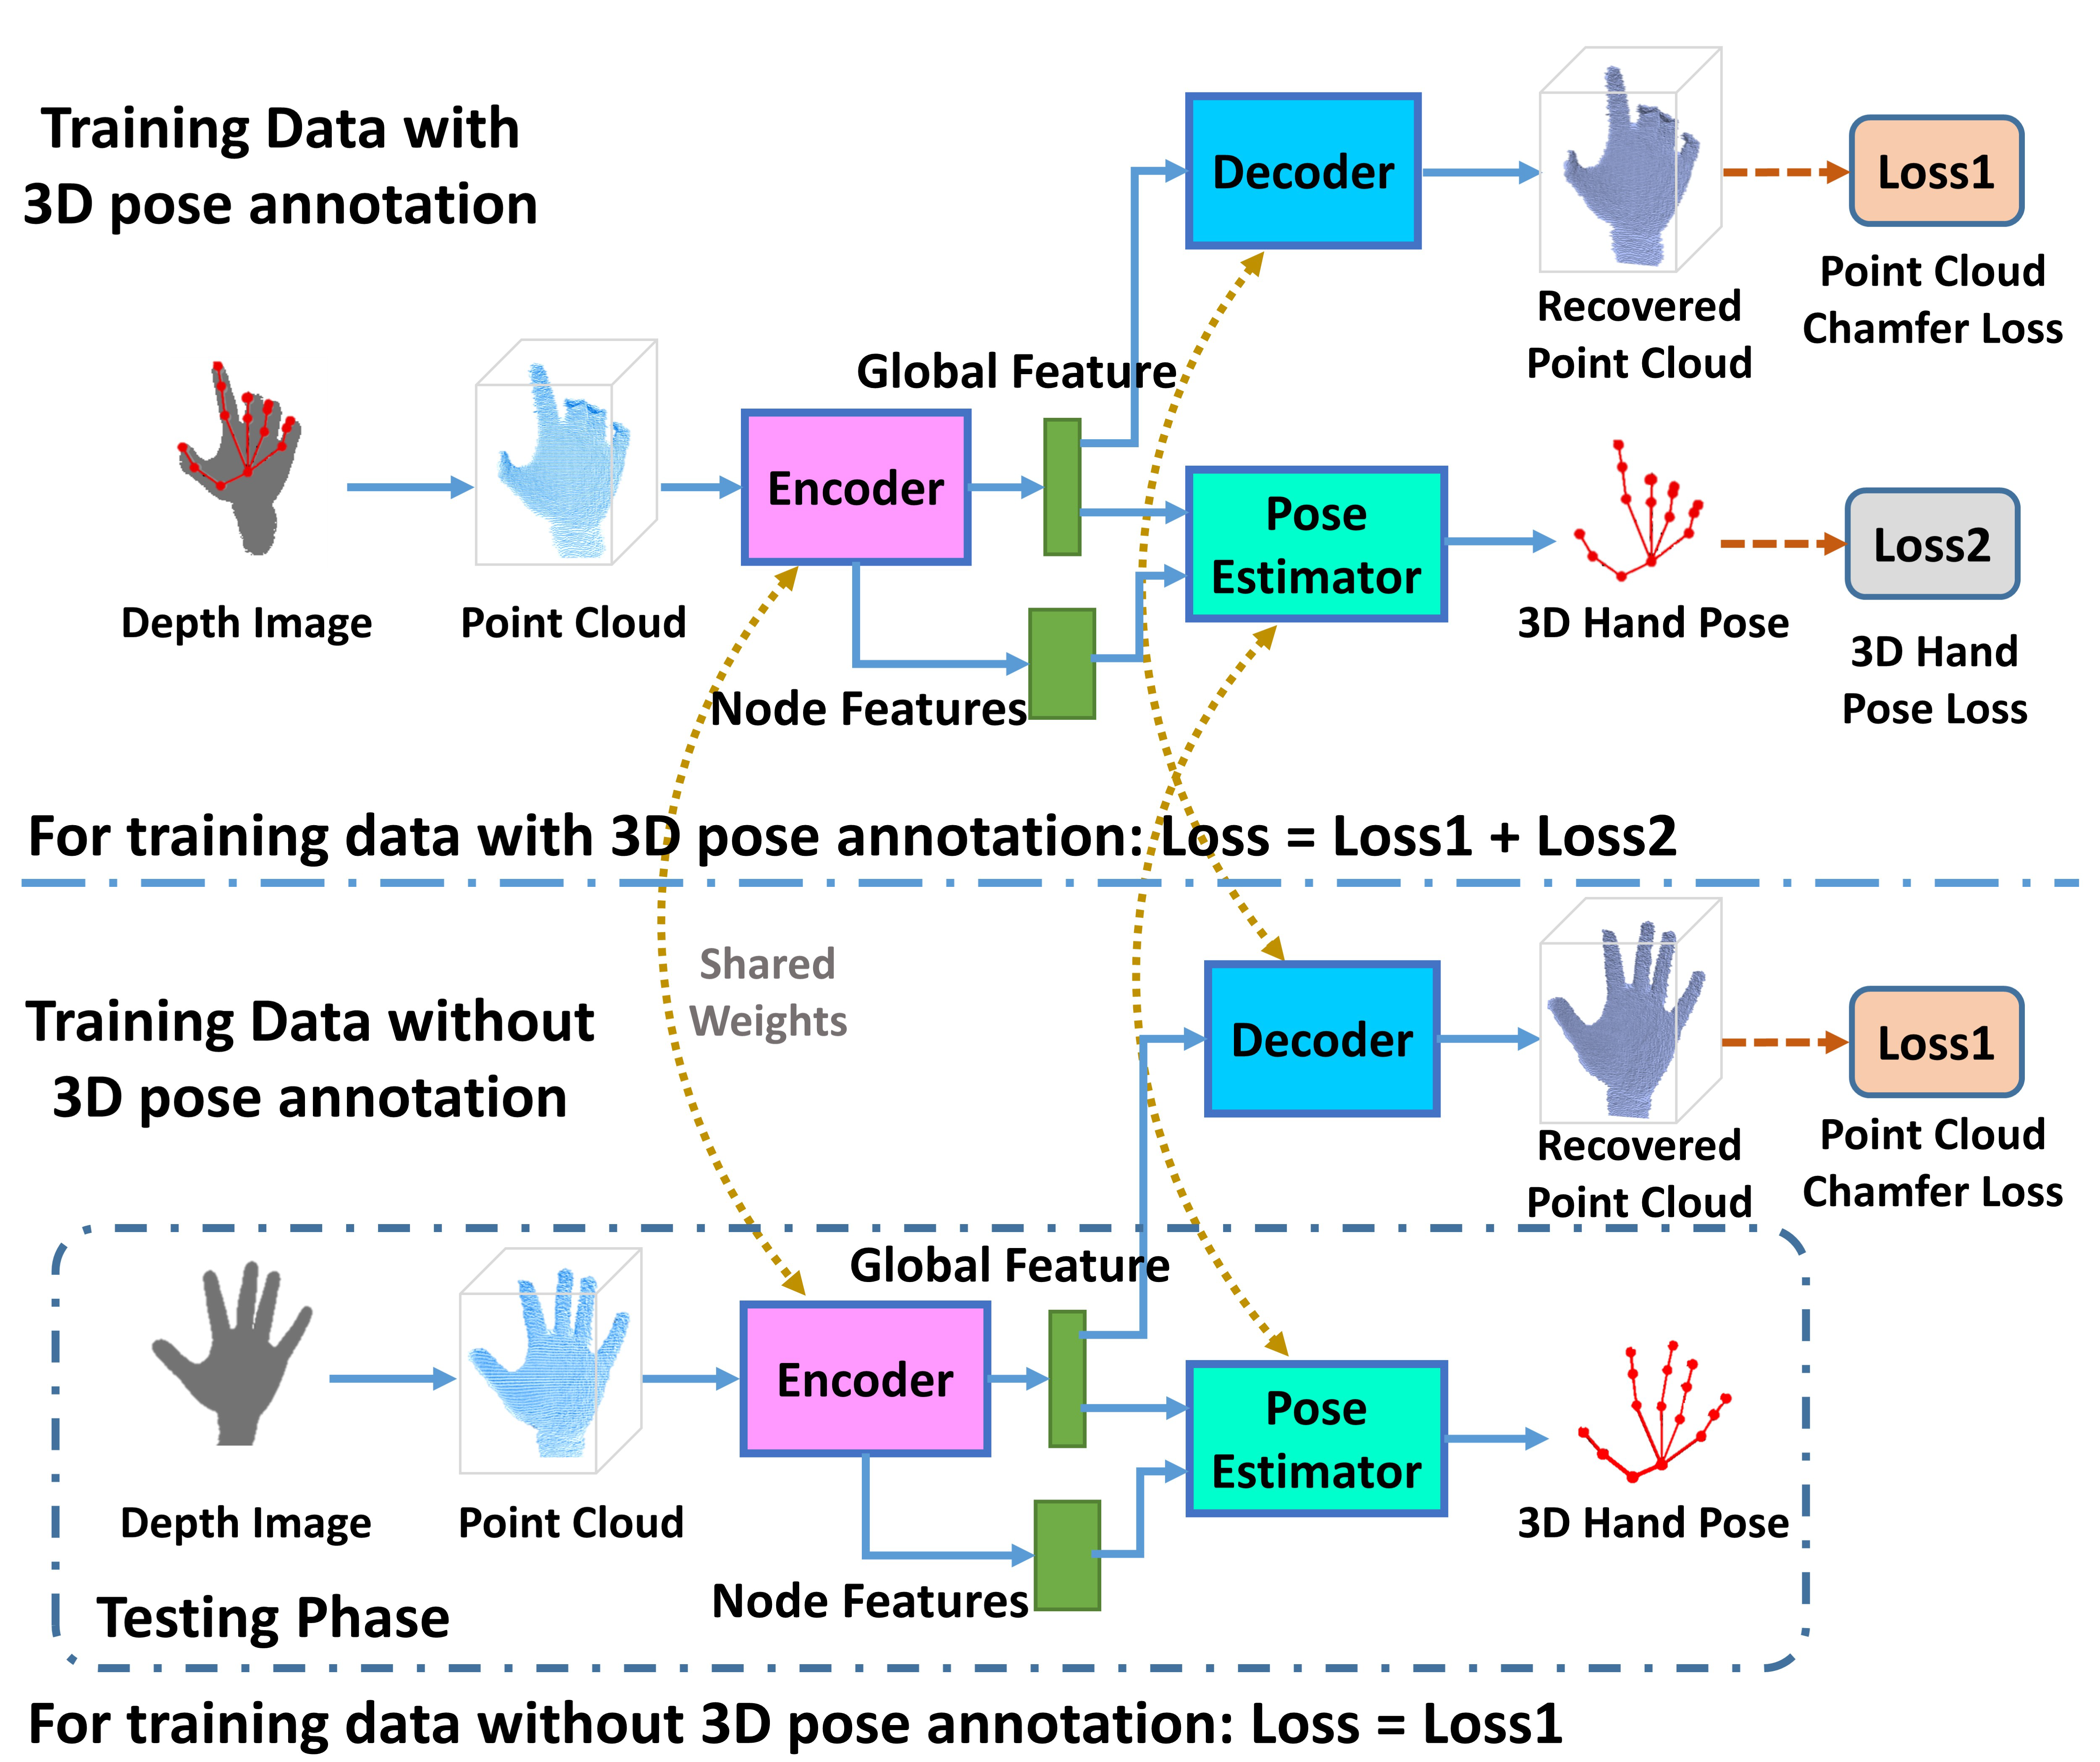 Training Data with
3D pose annotation
Decoder
Loss1
Recovered
Point Cloud
Point Cloud
Chamfer Loss
Global Feature
Encoder
Pose
Estimator
Loss2
Depth Image
Point Cloud
3D Hand Pose
3D Hand
Pose Loss
Node Features
For training data with 3D pose annotation: Loss = Loss1 + Loss2
Shared
Weights
Training Data without
3D pose annotation
Decoder
Loss1
Recovered
Point Cloud
Point Cloud
Chamfer Loss
Global Feature
Encoder
Pose
Estimator
Depth Image
Point Cloud
3D Hand Pose
Node Features
Testing Phase
For training data without 3D pose annotation: Loss = Loss1